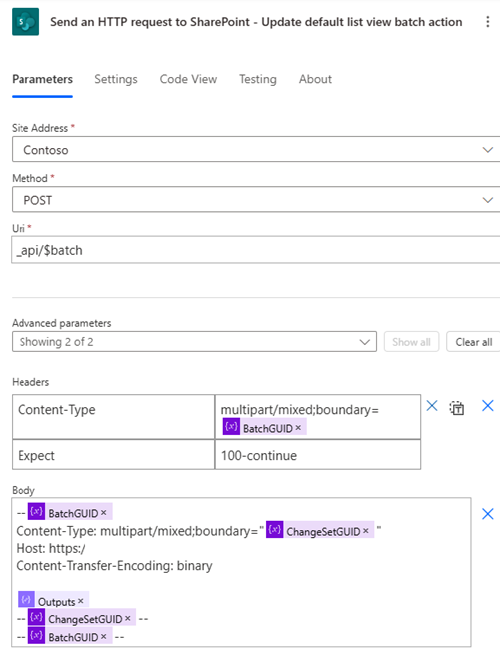 Send an HTTP request to SharePoint - Update default list view batch action
Parameters Settings Code View Testing About
Site Address *
Contoso
Method *
POST
Uri *
_api/$batch
Advanced parameters
Showing 2 of 2 Show all Clear all
Headers
Content-Type multipart/mixed;boundary=
{x} BatchGUID ×
Expect 100-continue
Body
-- {x} BatchGUID ×
Content-Type: multipart/mixed;boundary=" {x} ChangeSetGUID × "
Host: https:/
Content-Transfer-Encoding: binary
Outputs ×
-- {x} ChangeSetGUID × --
-- {x} BatchGUID × --